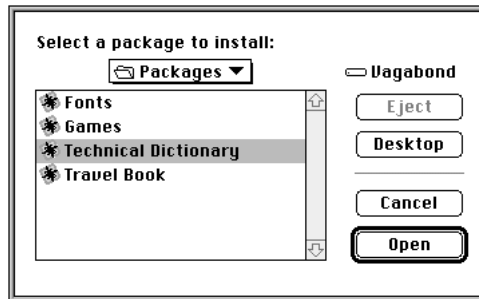 Select a package to install:
Packages
Vagabond
Fonts
Games
Technical Dictionary
Travel Book
Eject
Desktop
Cancel
Open